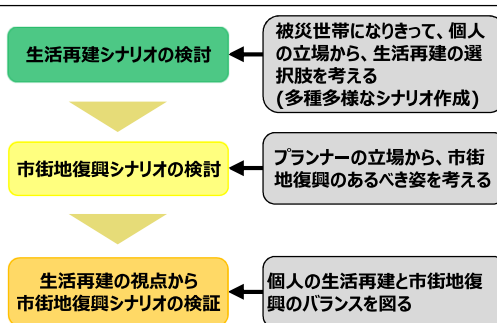 生活再建シナリオの検討
被災世帯になりきって、個人
の立場から、生活再建の選
択肢を考える
(多種多様なシナリオ作成)
市街地復興シナリオの検討
プランナーの立場から、市街
地復興のあるべき姿を考える
生活再建の視点から
市街地復興シナリオの検証
個人の生活再建と市街地復
興のバランスを図る